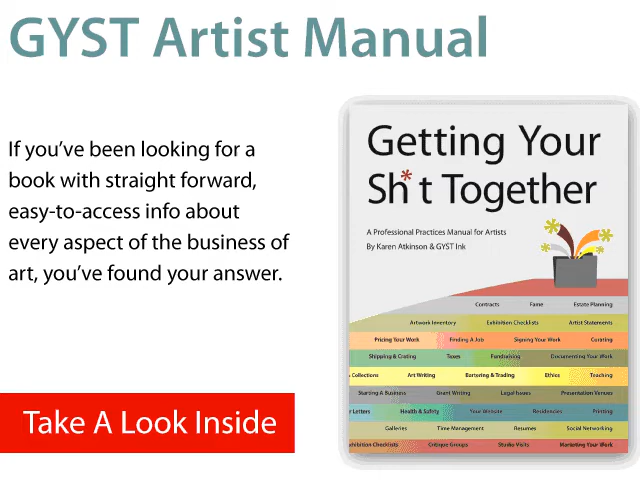 GYST Artist Manual
If you’ve been looking for a
book with straight forward,
easy-to-access info about
every aspect of the business of
art, you’ve found your answer.
Take A Look Inside
Getting Your
Sh*t Together
A Professional Practices Manual for Artists
By Karen Atkinson & GYST Ink
Contracts Fame Estate Planning
Artwork Inventory Exhibition Checklists Artist Statements
Pricing Your Work Finding A Job Signing Your Work Curating
Shipping & Crating Taxes Fundraising Documenting Your Work
Collections Art Writing Bartering & Trading Ethics Teaching
Starting A Business Grant Writing Legal Issues Presentation Venues
r Letters Health & Safety Your Website Residencies Printing
Galleries Time Management Resumes Social Networking
xhibition Checklists Critique Groups Studio Visits Marketing Your Work